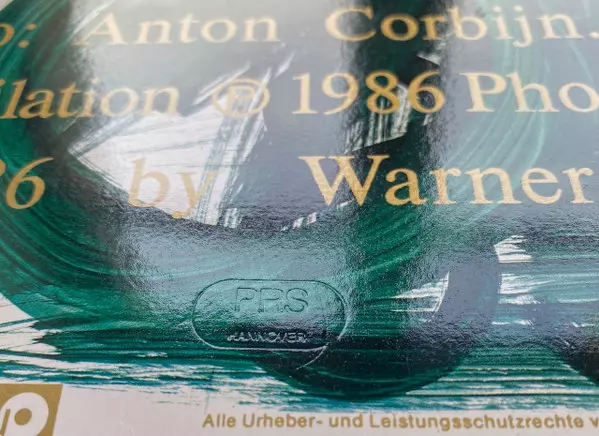 : Anton Corbijn.
ilation ℗ 1986 Pho
6 by Warner
PRS
HANNOVER
Alle Urheber- und Leistungsschutzrechte v